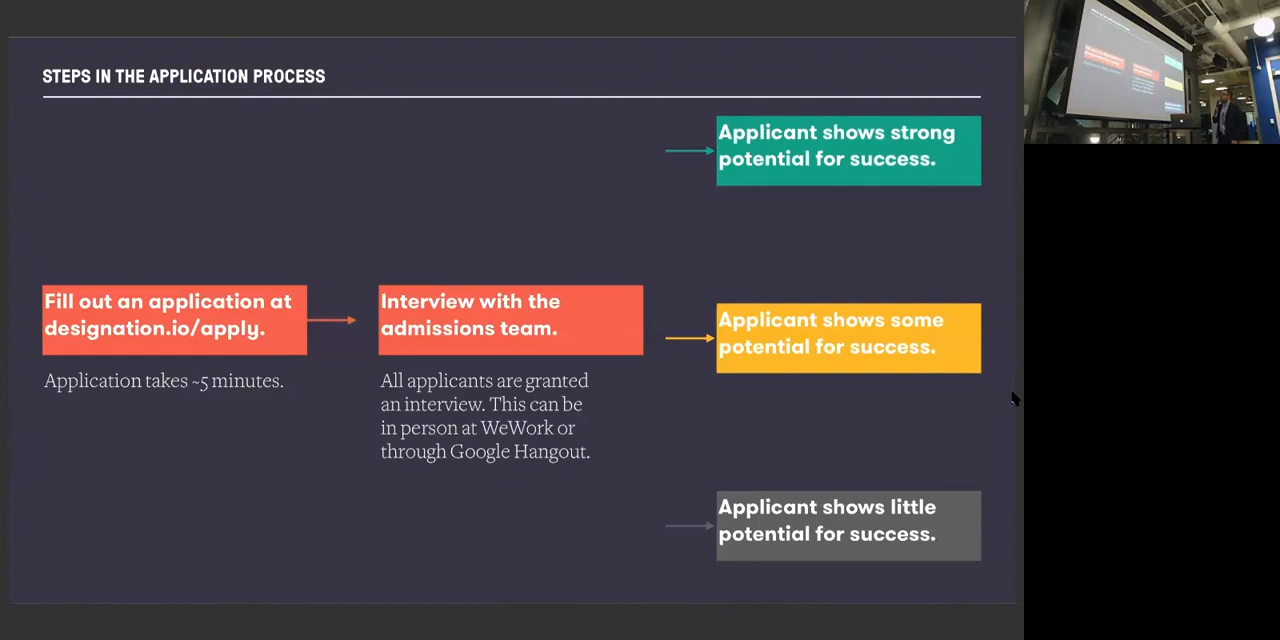 STEPS IN THE APPLICATION PROCESS
Fill out an application at
designation.io/apply.
Application takes ~5 minutes.
Interview with the
admissions team.
All applicants are granted
an interview. This can be
in person at WeWork or
through Google Hangout.
Applicant shows strong
potential for success.
Applicant shows some
potential for success.
Applicant shows little
potential for success.